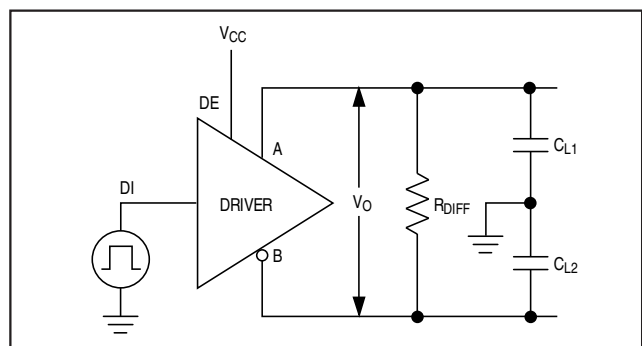 VCC
DE
A
CL1
DI
DRIVER
VO
RDIFF
B
CL2